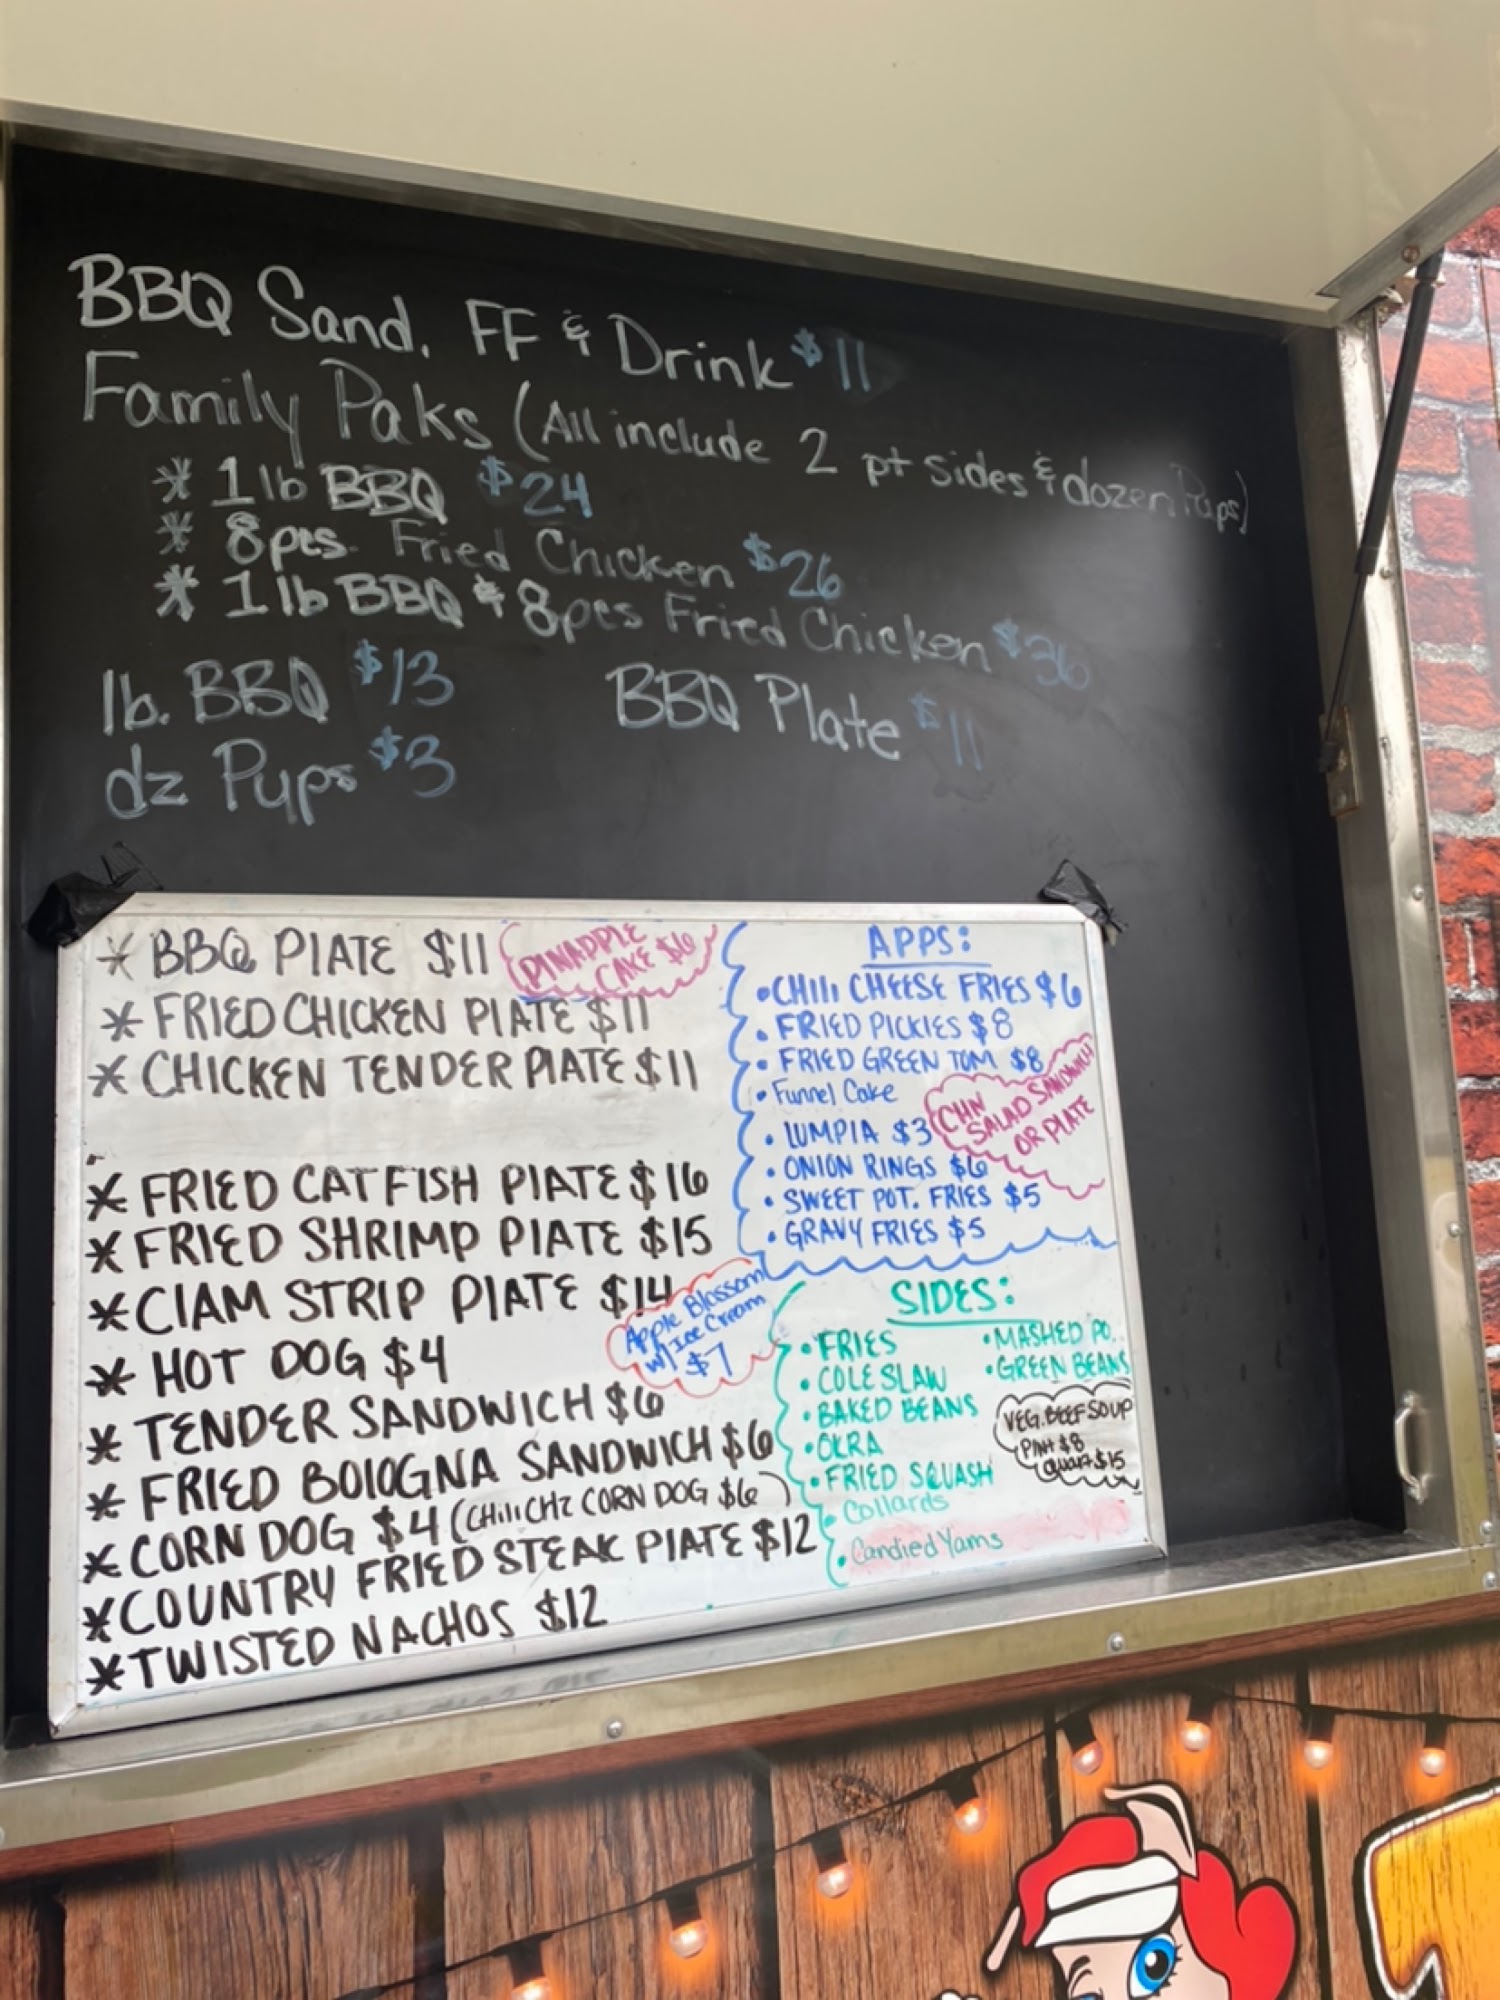 BBQ Sand. FF & Drink $11
Family Paks (All include 2 pt sides & dozen Pups)
* 1 lb BBQ $24
* 8pcs. Fried Chicken $26
* 1 lb BBQ & 8pcs Fried Chicken $36
lb. BBQ $13
BBQ Plate $11
dz Pups $3
* BBQ PLATE $11
PINAPPLE
CAKE $6
* FRIED CHICKEN PLATE $11
* CHICKEN TENDER PLATE $11
* FRIED CATFISH PLATE $16
* FRIED SHRIMP PLATE $15
* CLAM STRIP PLATE $14
Apple Blossom
w/ Ice Cream
$7
* HOT DOG $4
* TENDER SANDWICH $6
* FRIED BOLOGNA SANDWICH $6
* CORN DOG $4 (CHILI CHZ CORN DOG $6)
* COUNTRY FRIED STEAK PLATE $12
* TWISTED NACHOS $12
APPS:
• CHILI CHEESE FRIES $6
• FRIED PICKLES $8
• FRIED GREEN TOM $8
• Funnel Cake
• LUMPIA $3
CHN
SALAD SANDWICH
OR PLATE
• ONION RINGS $6
• SWEET POT. FRIES $5
• GRAVY FRIES $5
SIDES:
• FRIES
• COLESLAW
• BAKED BEANS
• OKRA
• FRIED SQUASH
• Collards
• Candied Yams
• MASHED PO.
• GREEN BEANS
VEG. BEEF SOUP
PINT $8
QUART $15